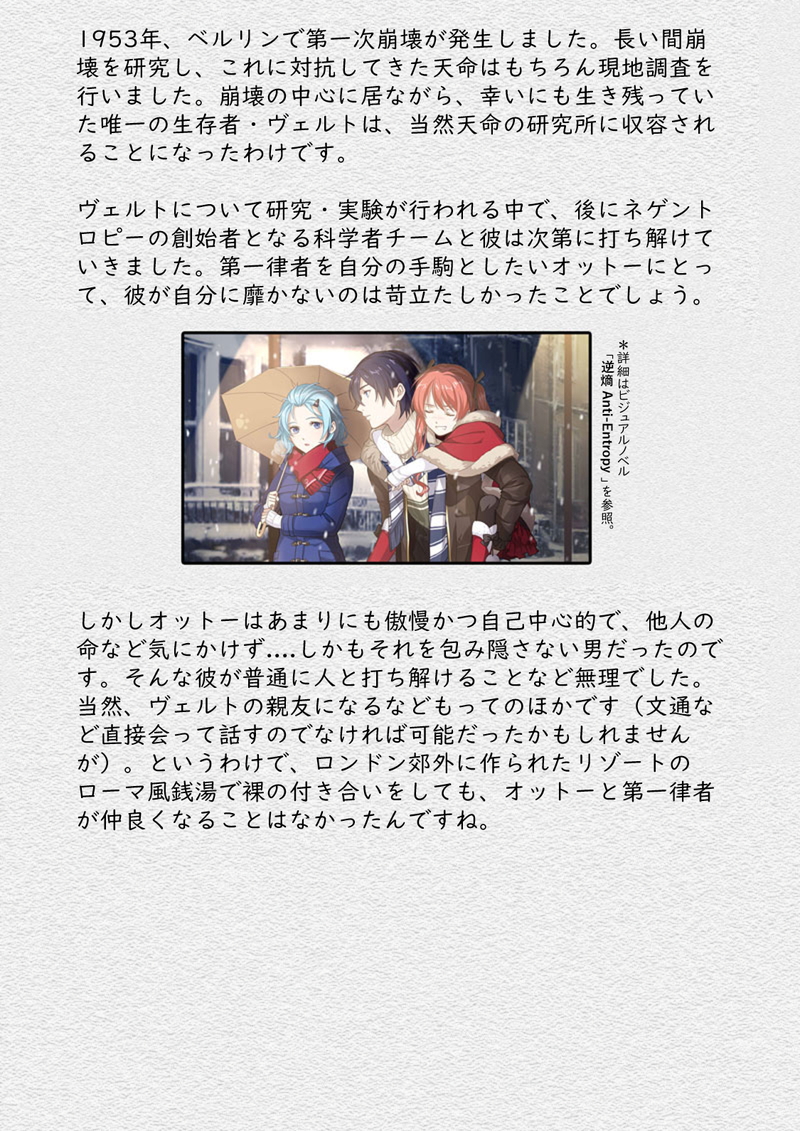 1953年、ベルリンで第一次崩壊が発生しました。長い間崩
壊を研究し、これに対抗してきた天命はもちろん現地調査を
行いました。崩壊の中心に居ながら、幸いにも生き残ってい
た唯一の生存者・ヴェルトは、当然天命の研究所に収容され
ることになったわけです。
ヴェルトについて研究・実験が行われる中で、後にネゲント
ロピーの創始者となる科学者チームと彼は次第に打ち解けて
いきました。第一律者を自分の手駒としたいオットーにとっ
て、彼が自分に靡かないのは苛立たしかったことでしょう。
＊詳細はビジュアルノベル
「逆熵 Anti-Entropy」を参照。
しかしオットーはあまりにも傲慢かつ自己中心的で、他人の
命など気にかけず....しかもそれを包み隠さない男だったので
す。そんな彼が普通に人と打ち解けることなど無理でした。
当然、ヴェルトの親友になるなどもってのほかです（文通な
ど直接会って話すのでなければ可能だったかもしれません
が）。というわけで、ロンドン郊外に作られたリゾートの
ローマ風銭湯で裸の付き合いをしても、オットーと第一律者
が仲良くなることはなかったんですね。